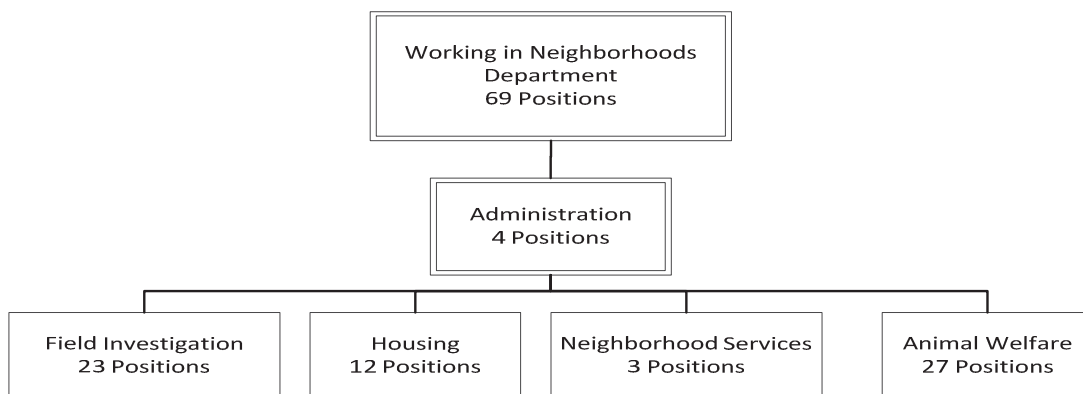 Working in Neighborhoods
Department
69 Positions
Administration
4 Positions
Field Investigation
23 Positions
Housing
12 Positions
Neighborhood Services
3 Positions
Animal Welfare
27 Positions